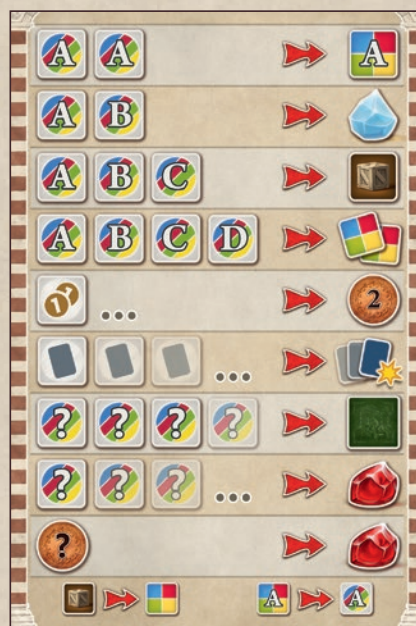 A A A
A B
A B C
A B C D
1 ... 2
...
? ? ? ?
? ? ? ...
?
A A